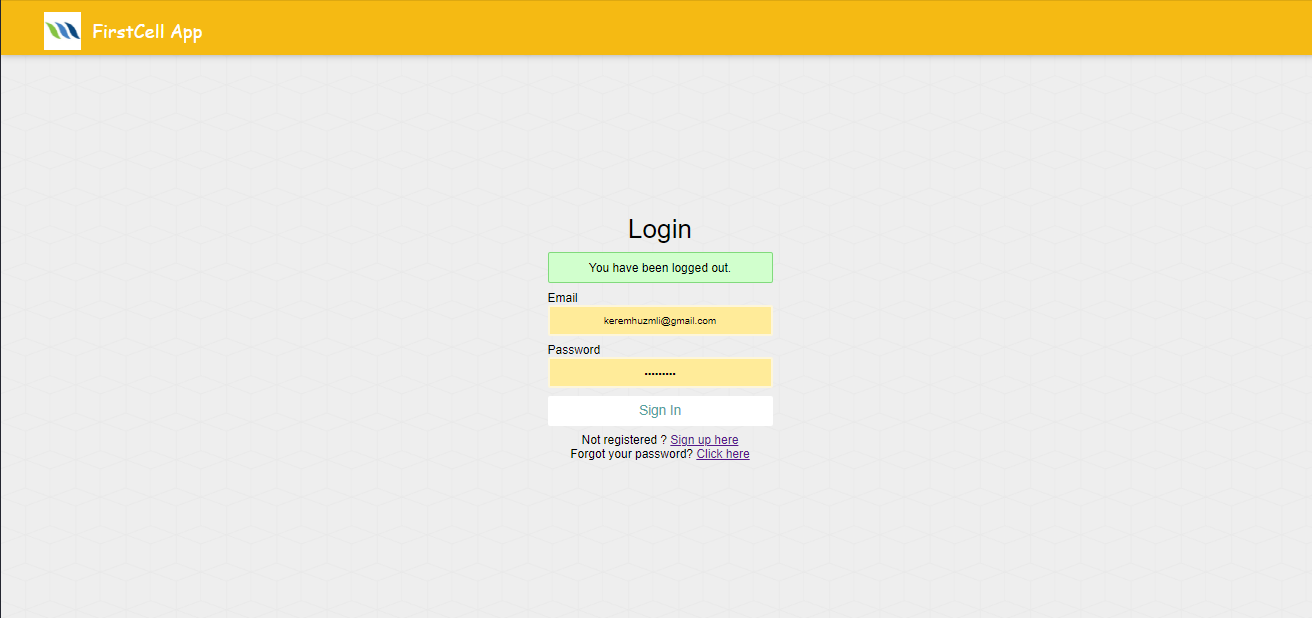 FirstCell App
Login
You have been logged out.
Email
keremhuzmli@gmail.com
Password
•••••••••
Sign In
Not registered ? Sign up here
Forgot your password? Click here